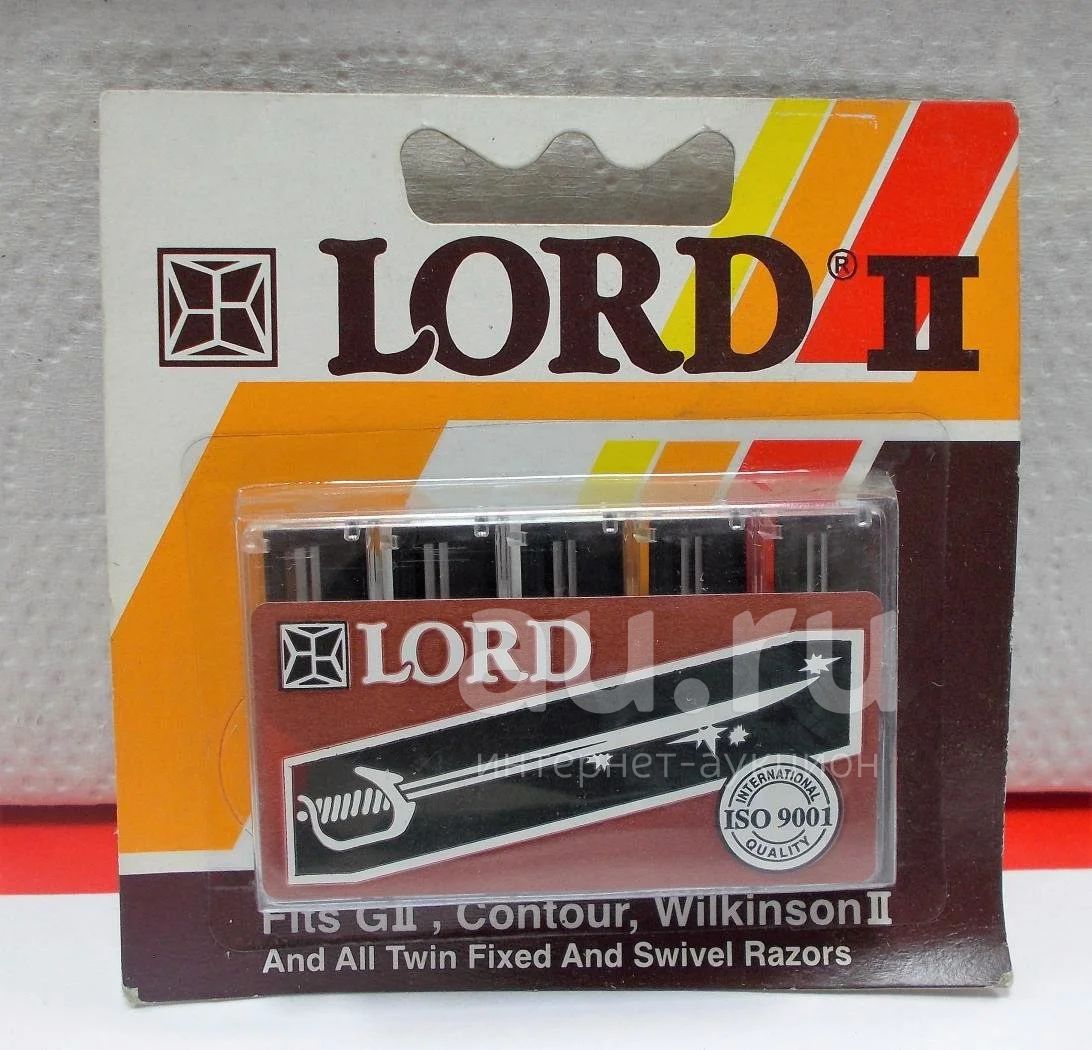 LORD® II
LORD
au.ru
интернет-аукцион
INTERNATIONAL
ISO 9001
QUALITY
Fits GII, Contour, Wilkinson II
And All Twin Fixed And Swivel Razors